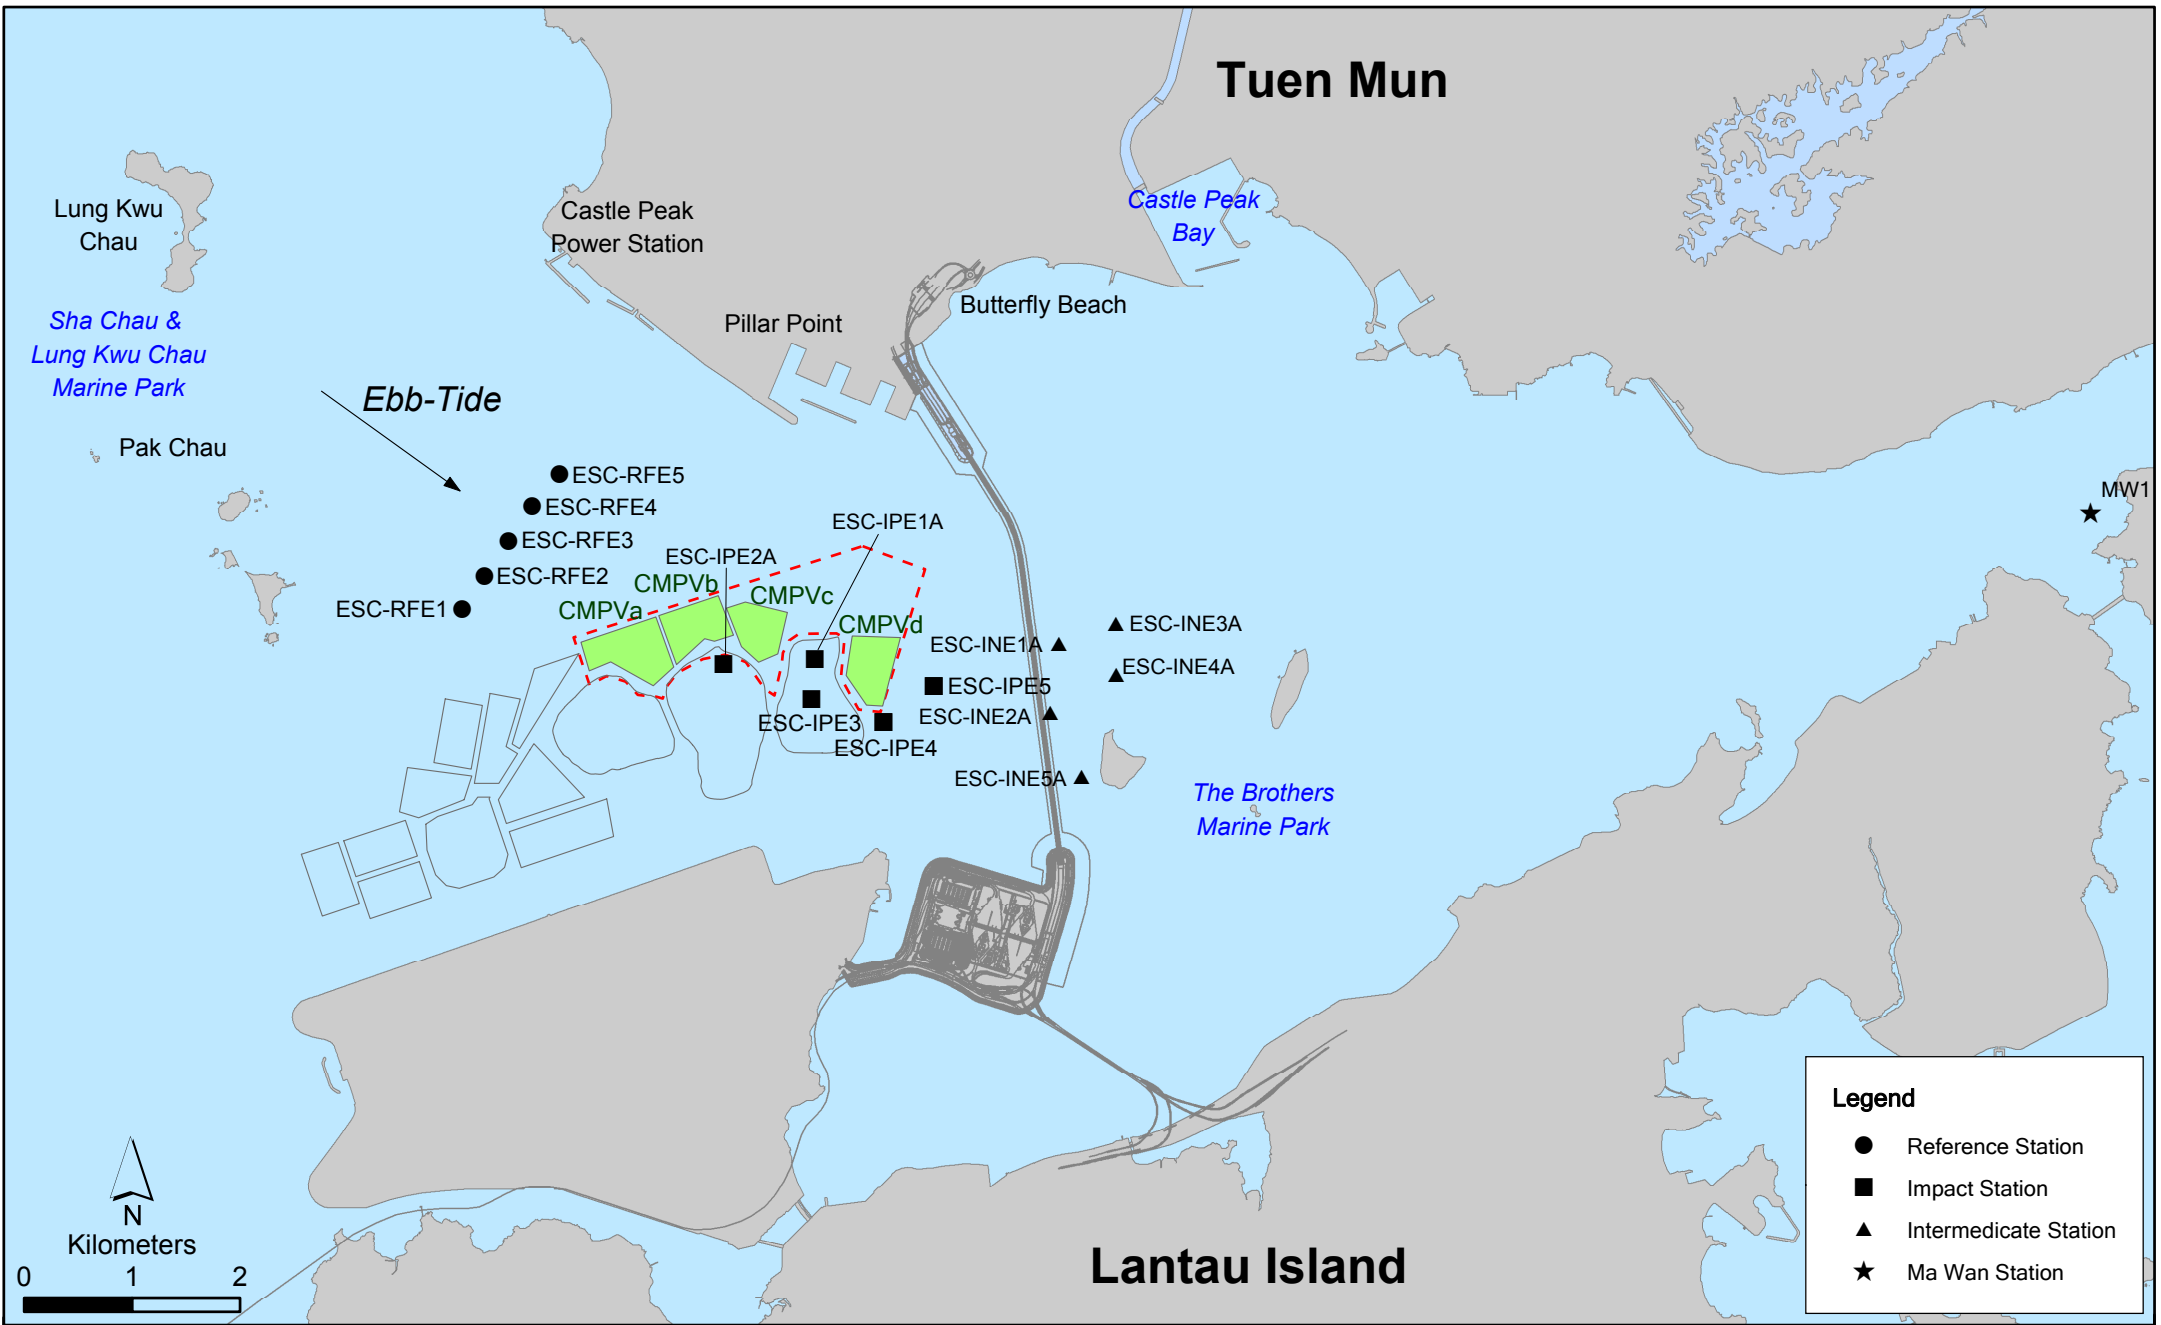 Tuen Mun
Castle Peak
Bay
Lung Kwu
Chau
Castle Peak
Power Station
Butterfly Beach
Pillar Point
Sha Chau &
Lung Kwu Chau
Marine Park
Ebb-Tide
Pak Chau
ESC-RFE5
ESC-RFE4
ESC-RFE3
ESC-RFE2
ESC-RFE1
MW1
ESC-IPE1A
ESC-IPE2A
CMPVa
CMPVb
CMPVc
CMPVd
ESC-INE3A
ESC-INE1A
ESC-INE4A
ESC-IPE5
ESC-INE2A
ESC-IPE3
ESC-IPE4
ESC-INE5A
The Brothers
Marine Park
Lantau Island
N
Kilometers
0 1 2
Legend
Reference Station
Impact Station
Intermedicate Station
Ma Wan Station